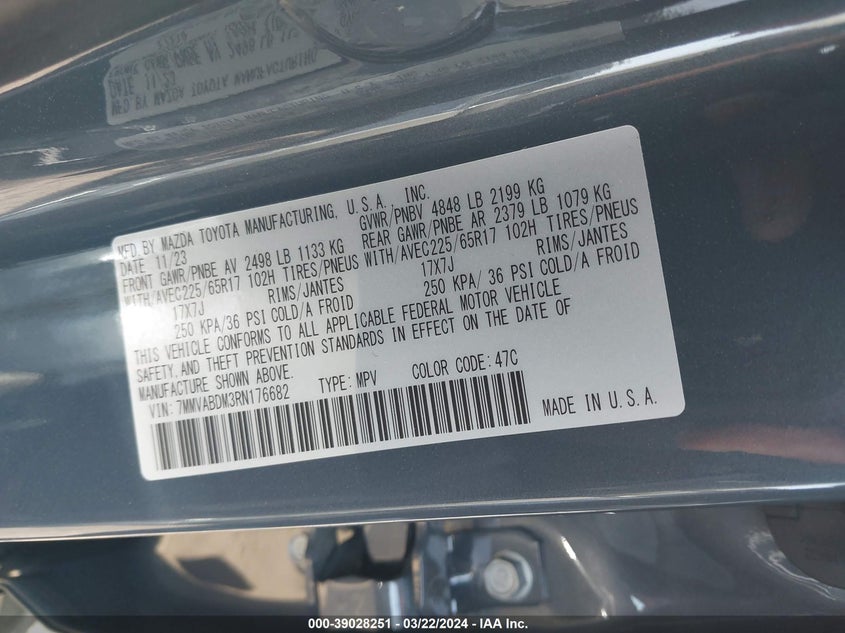 MFD BY MAZDA TOYOTA MANUFACTURING, U.S.A. INC.
DATE 11/23 GVWR/PNBV 4848 LB 2199 KG
FRONT GAWR/PNBE AV 2498 LB 1133 KG REAR GAWR/PNBE AR 2379 LB 1079 KG
WITH/AVEC225/65R17 102H TIRES/PNEUS WITH/AVEC225/65R17 102H TIRES/PNEUS
17X7J RIMS/JANTES 17X7J RIMS/JANTES
250 KPA/36 PSI COLD/A FROID 250 KPA/ 36 PSI COLD/A FROID
THIS VEHICLE CONFORMS TO ALL APPLICABLE FEDERAL MOTOR VEHICLE
SAFETY,AND THEFT PREVENTION STANDARDS IN EFFECT ON THE DATE OF
MANUFACTURE SHOWN ABOVE.
VIN: 7MMVABDM3RN176682 TYPE: MPV COLOR CODE: 47C
MADE IN U.S.A.
000-39028251 - 03/22/2024 - IAA Inc.